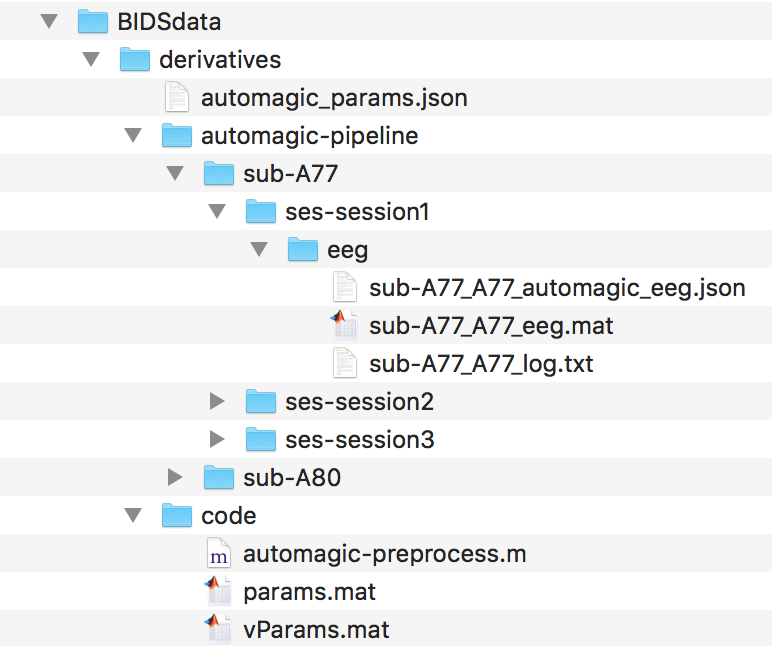 BIDSdata
derivatives
automagic_params.json
automagic-pipeline
sub-A77
ses-session1
eeg
sub-A77_A77_automagic_eeg.json
sub-A77_A77_eeg.mat
sub-A77_A77_log.txt
ses-session2
ses-session3
sub-A80
code
m automagic-preprocess.m
params.mat
vParams.mat